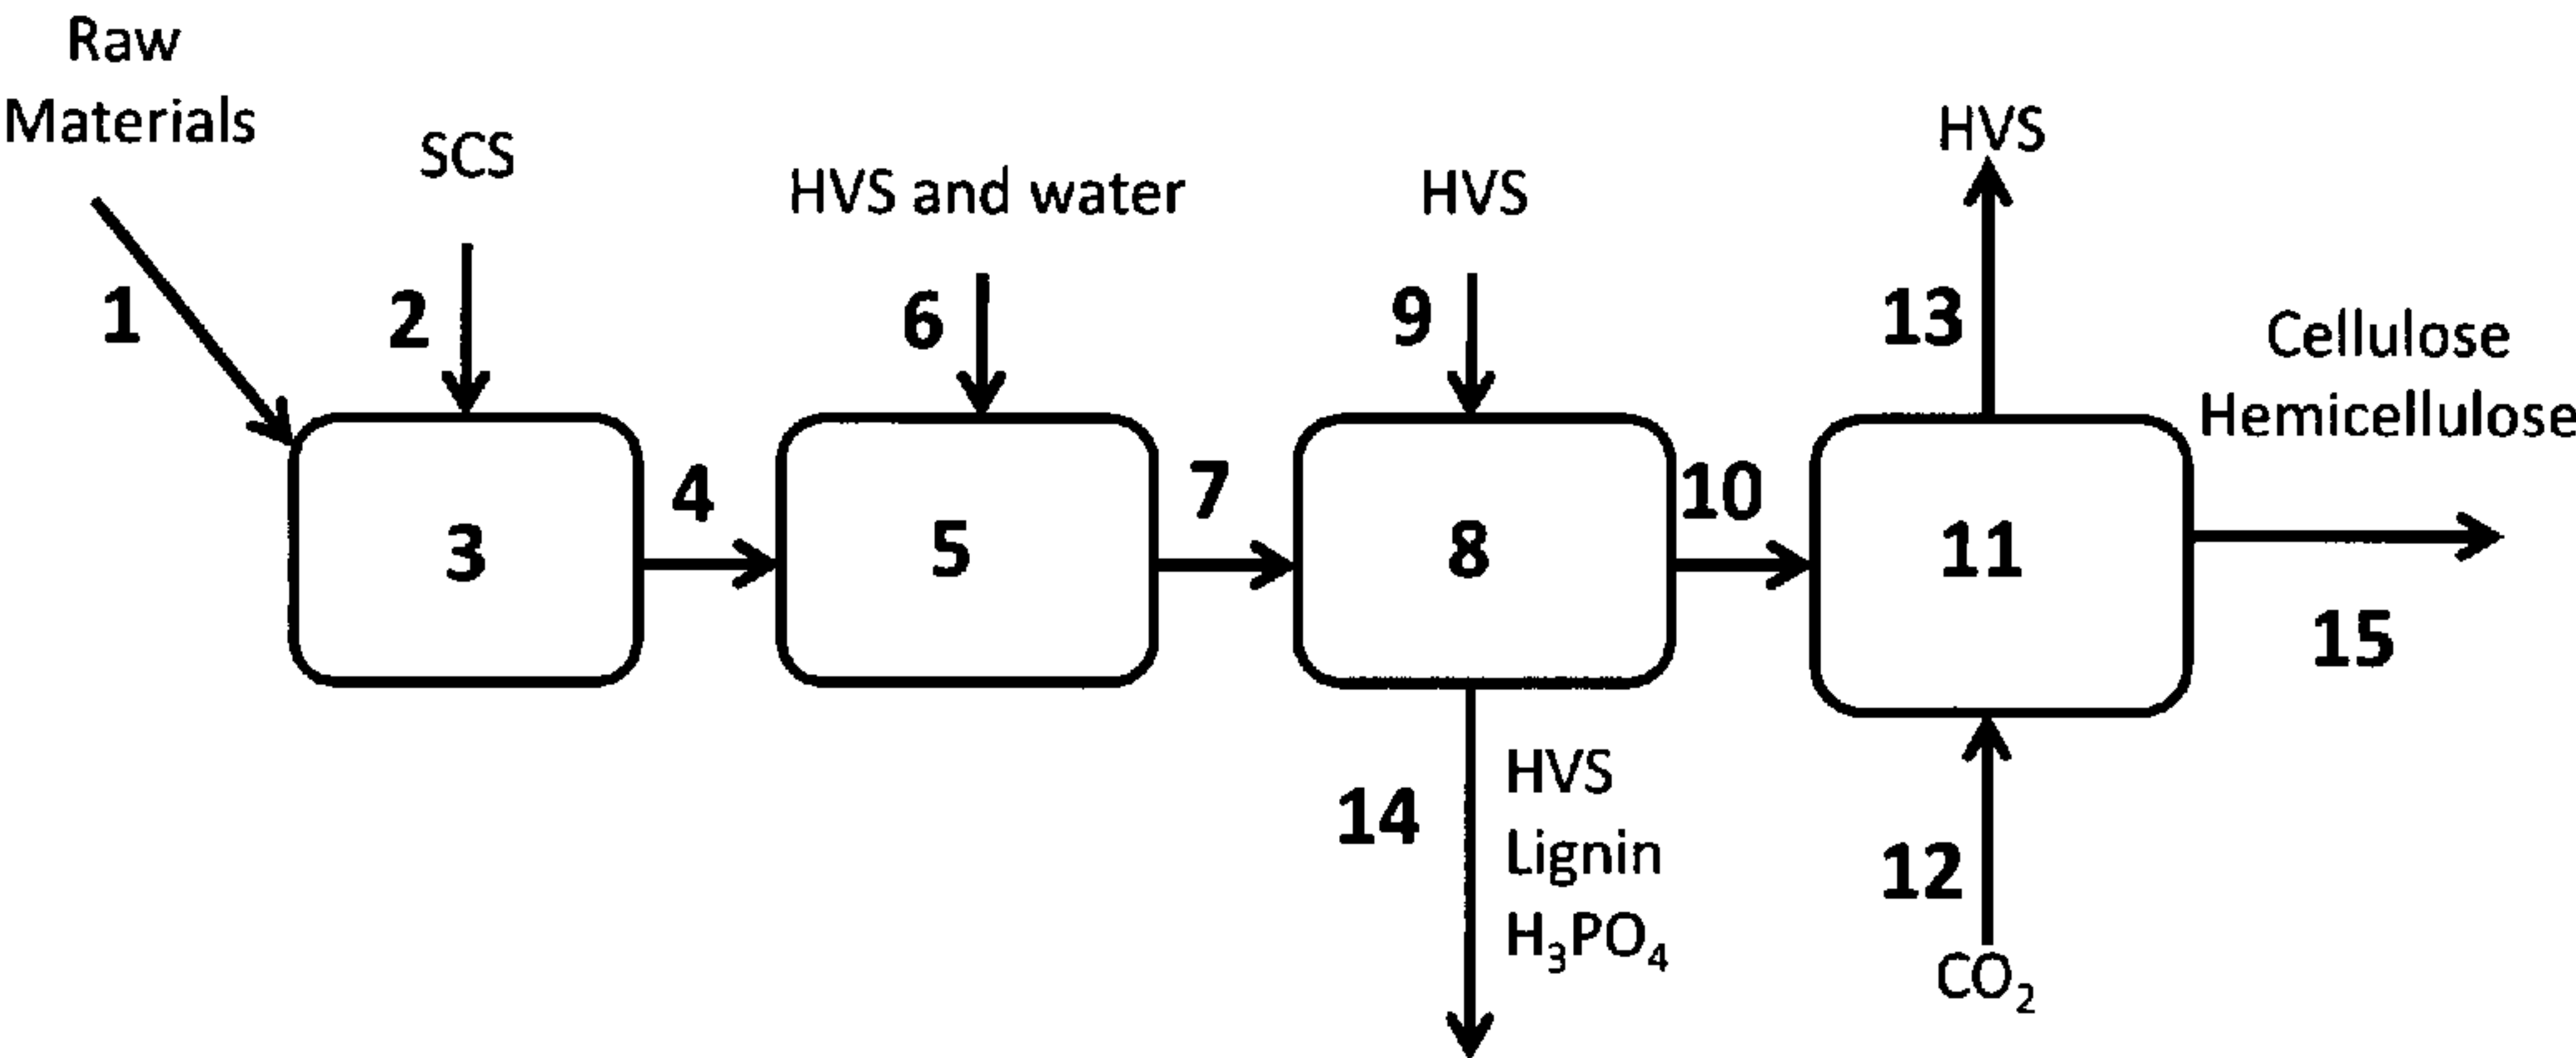 Raw
Materials
SCS
HVS and water
HVS
HVS
1
2
6
9
13
Cellulose
Hemicellulose
3
4
5
7
8
10
11
15
14
HVS
Lignin
H₃PO₄
12
CO₂